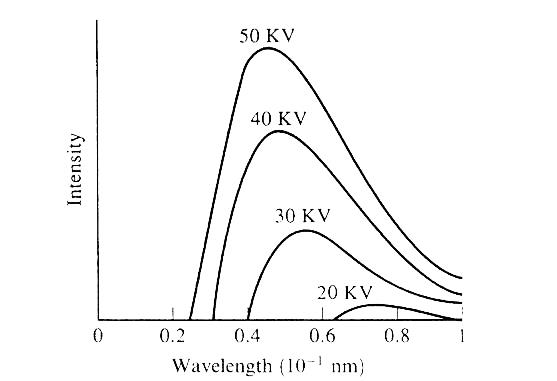 50 KV
40 KV
30 KV
20 KV
Intensity
0 0.2 0.4 0.6 0.8 1
Wavelength (10⁻¹ nm)